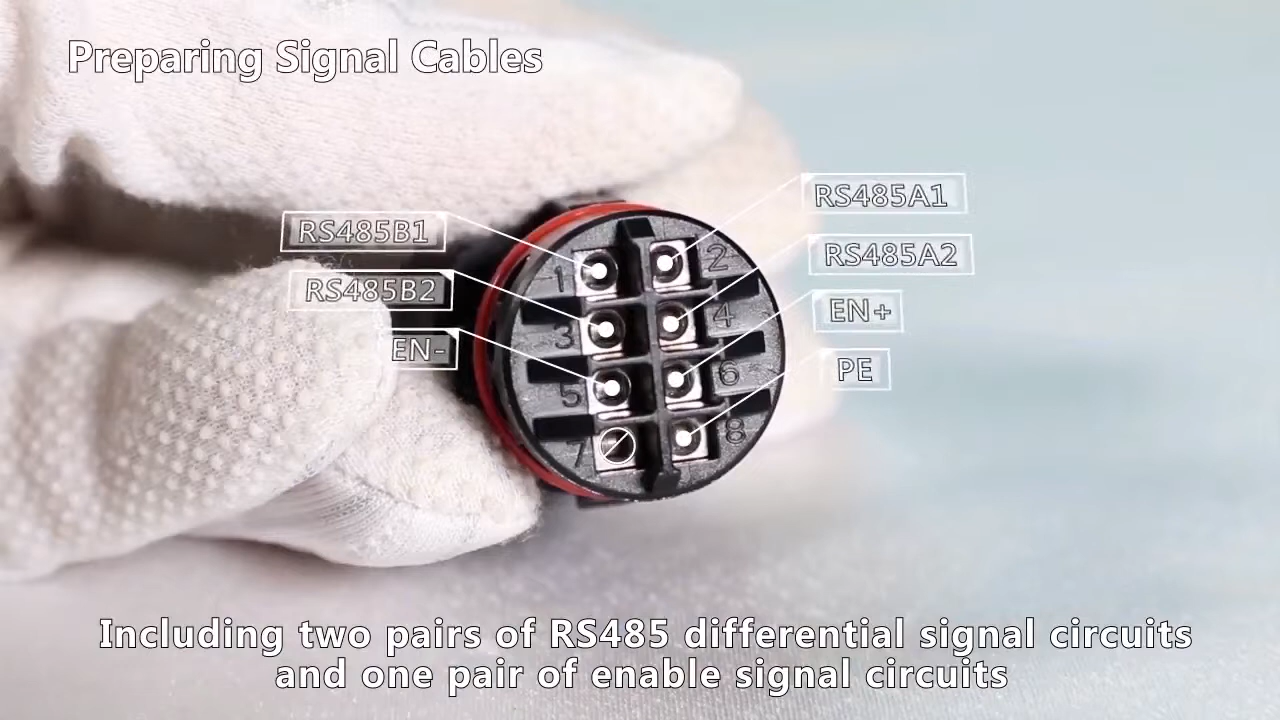 Preparing Signal Cables
RS485A1
RS485B1
RS485A2
RS485B2
EN+
EN-
PE
1
2
3
4
5
6
7
8
Including two pairs of RS485 differential signal circuits
and one pair of enable signal circuits